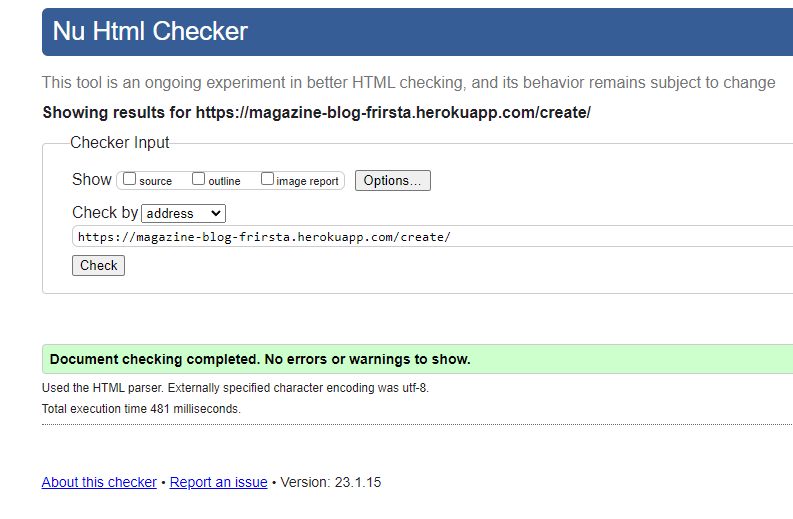 Nu Html Checker
This tool is an ongoing experiment in better HTML checking, and its behavior remains subject to change
Showing results for https://magazine-blog-frirsta.herokuapp.com/create/
Checker Input
Show source outline image report Options...
Check by address
https://magazine-blog-frirsta.herokuapp.com/create/
Check
Document checking completed. No errors or warnings to show.
Used the HTML parser. Externally specified character encoding was utf-8.
Total execution time 481 milliseconds.
About this checker • Report an issue • Version: 23.1.15